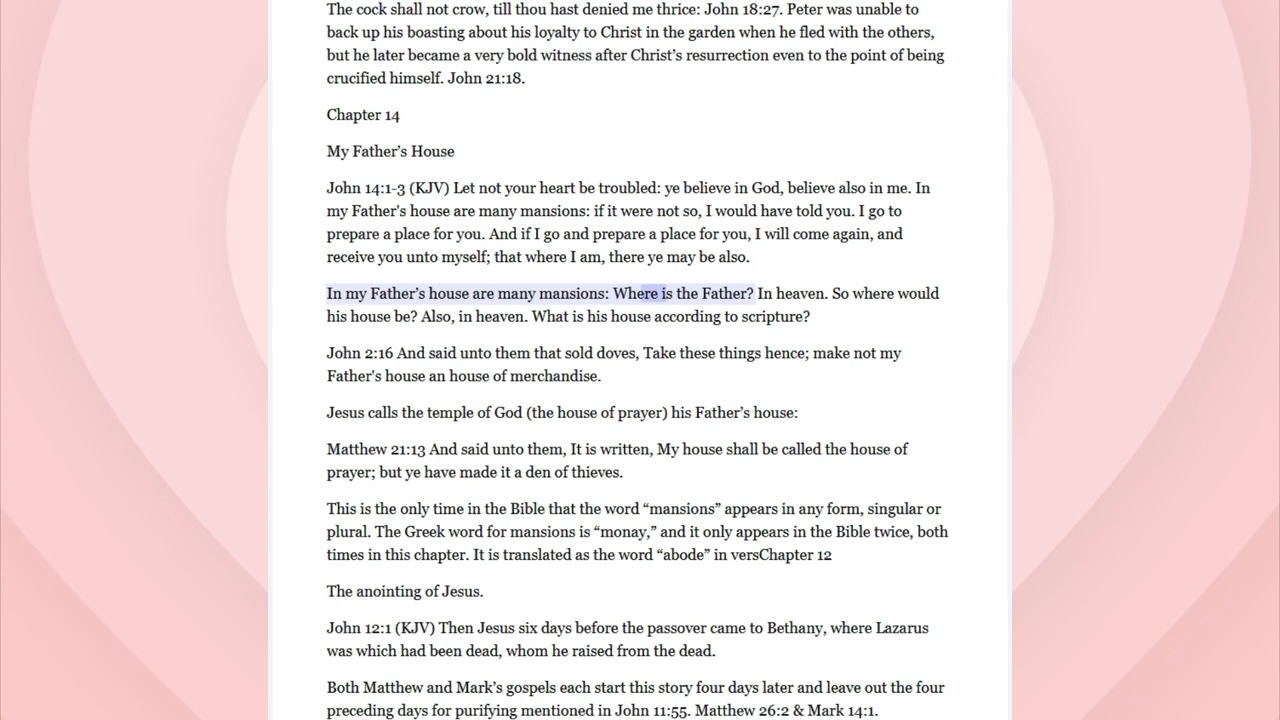 The cock shall not crow, till thou hast denied me thrice: John 18:27. Peter was unable to
back up his boasting about his loyalty to Christ in the garden when he fled with the others,
but he later became a very bold witness after Christ’s resurrection even to the point of being
crucified himself. John 21:18.
Chapter 14
My Father’s House
John 14:1-3 (KJV) Let not your heart be troubled: ye believe in God, believe also in me. In
my Father's house are many mansions: if it were not so, I would have told you. I go to
prepare a place for you. And if I go and prepare a place for you, I will come again, and
receive you unto myself; that where I am, there ye may be also.
In my Father’s house are many mansions: Where is the Father? In heaven. So where would
his house be? Also, in heaven. What is his house according to scripture?
John 2:16 And said unto them that sold doves, Take these things hence; make not my
Father's house an house of merchandise.
Jesus calls the temple of God (the house of prayer) his Father’s house:
Matthew 21:13 And said unto them, It is written, My house shall be called the house of
prayer; but ye have made it a den of thieves.
This is the only time in the Bible that the word “mansions” appears in any form, singular or
plural. The Greek word for mansions is “monay,” and it only appears in the Bible twice, both
times in this chapter. It is translated as the word “abode” in versChapter 12
The anointing of Jesus.
John 12:1 (KJV) Then Jesus six days before the passover came to Bethany, where Lazarus
was which had been dead, whom he raised from the dead.
Both Matthew and Mark’s gospels each start this story four days later and leave out the four
preceding days for purifying mentioned in John 11:55. Matthew 26:2 & Mark 14:1.